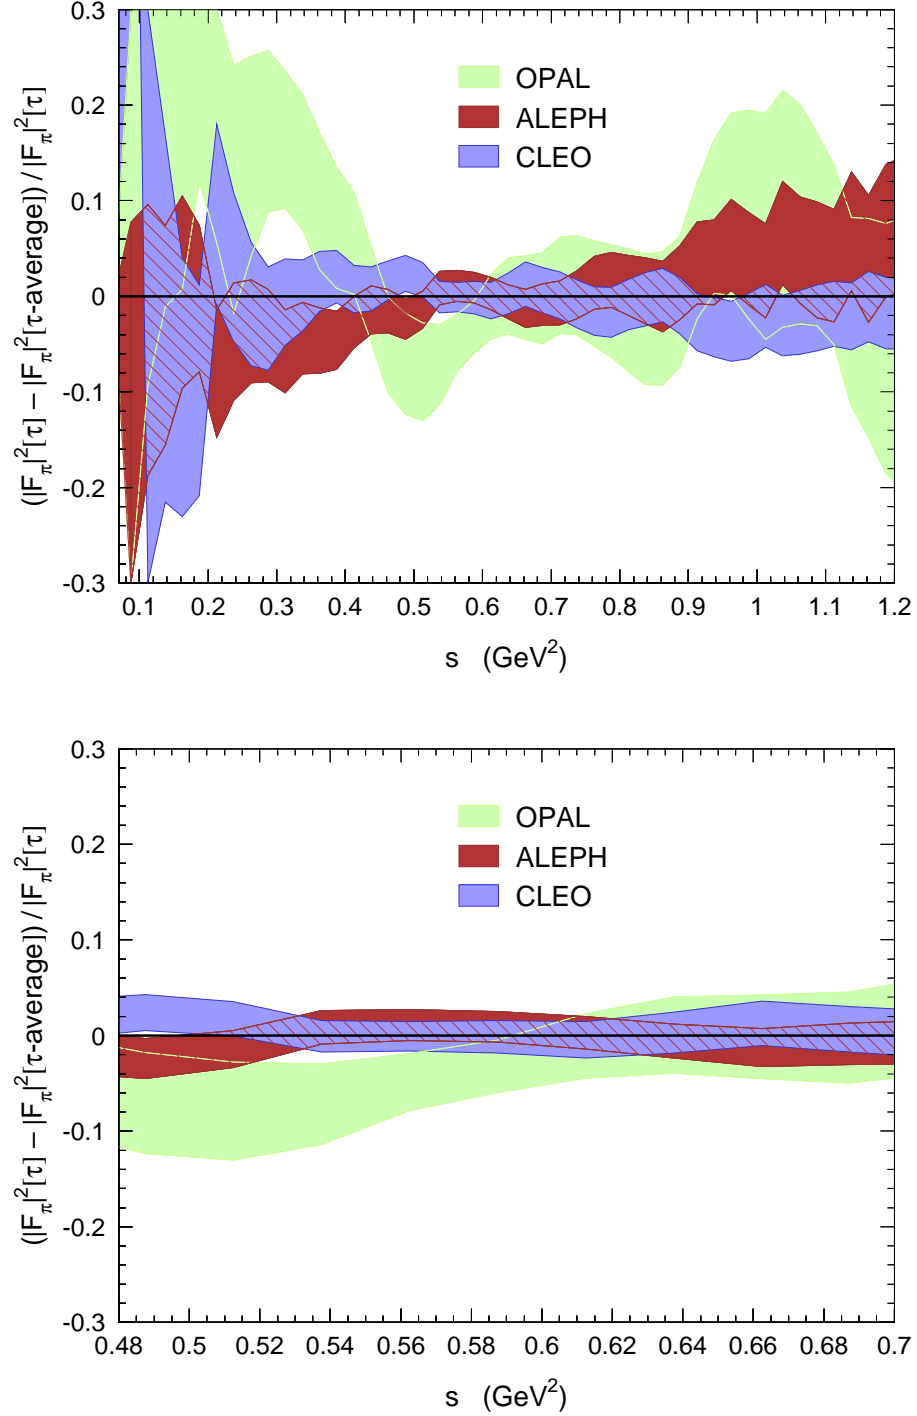 (|Fπ|²[τ] − |Fπ|²[τ-average]) / |Fπ|²[τ]
0.3
0.2
0.1
0
-0.1
-0.2
-0.3
OPAL
ALEPH
CLEO
0.1 0.2 0.3 0.4 0.5 0.6 0.7 0.8 0.9 1 1.1 1.2
s (GeV²)
(|Fπ|²[τ] − |Fπ|²[τ-average]) / |Fπ|²[τ]
0.3
0.2
0.1
0
-0.1
-0.2
-0.3
OPAL
ALEPH
CLEO
0.48 0.5 0.52 0.54 0.56 0.58 0.6 0.62 0.64 0.66 0.68 0.7
s (GeV²)